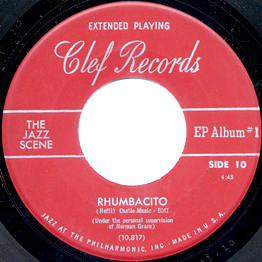 EXTENDED PLAYING
Clef Records
THE JAZZ SCENE
EP Album #1
SIDE 10
4:43
RHUMBACITO
(Hefti) Castle Music - BMI
(Under the personal supervision
of Norman Granz)
(10,817)
JAZZ AT THE PHILHARMONIC, INC. MADE IN U. S. A.